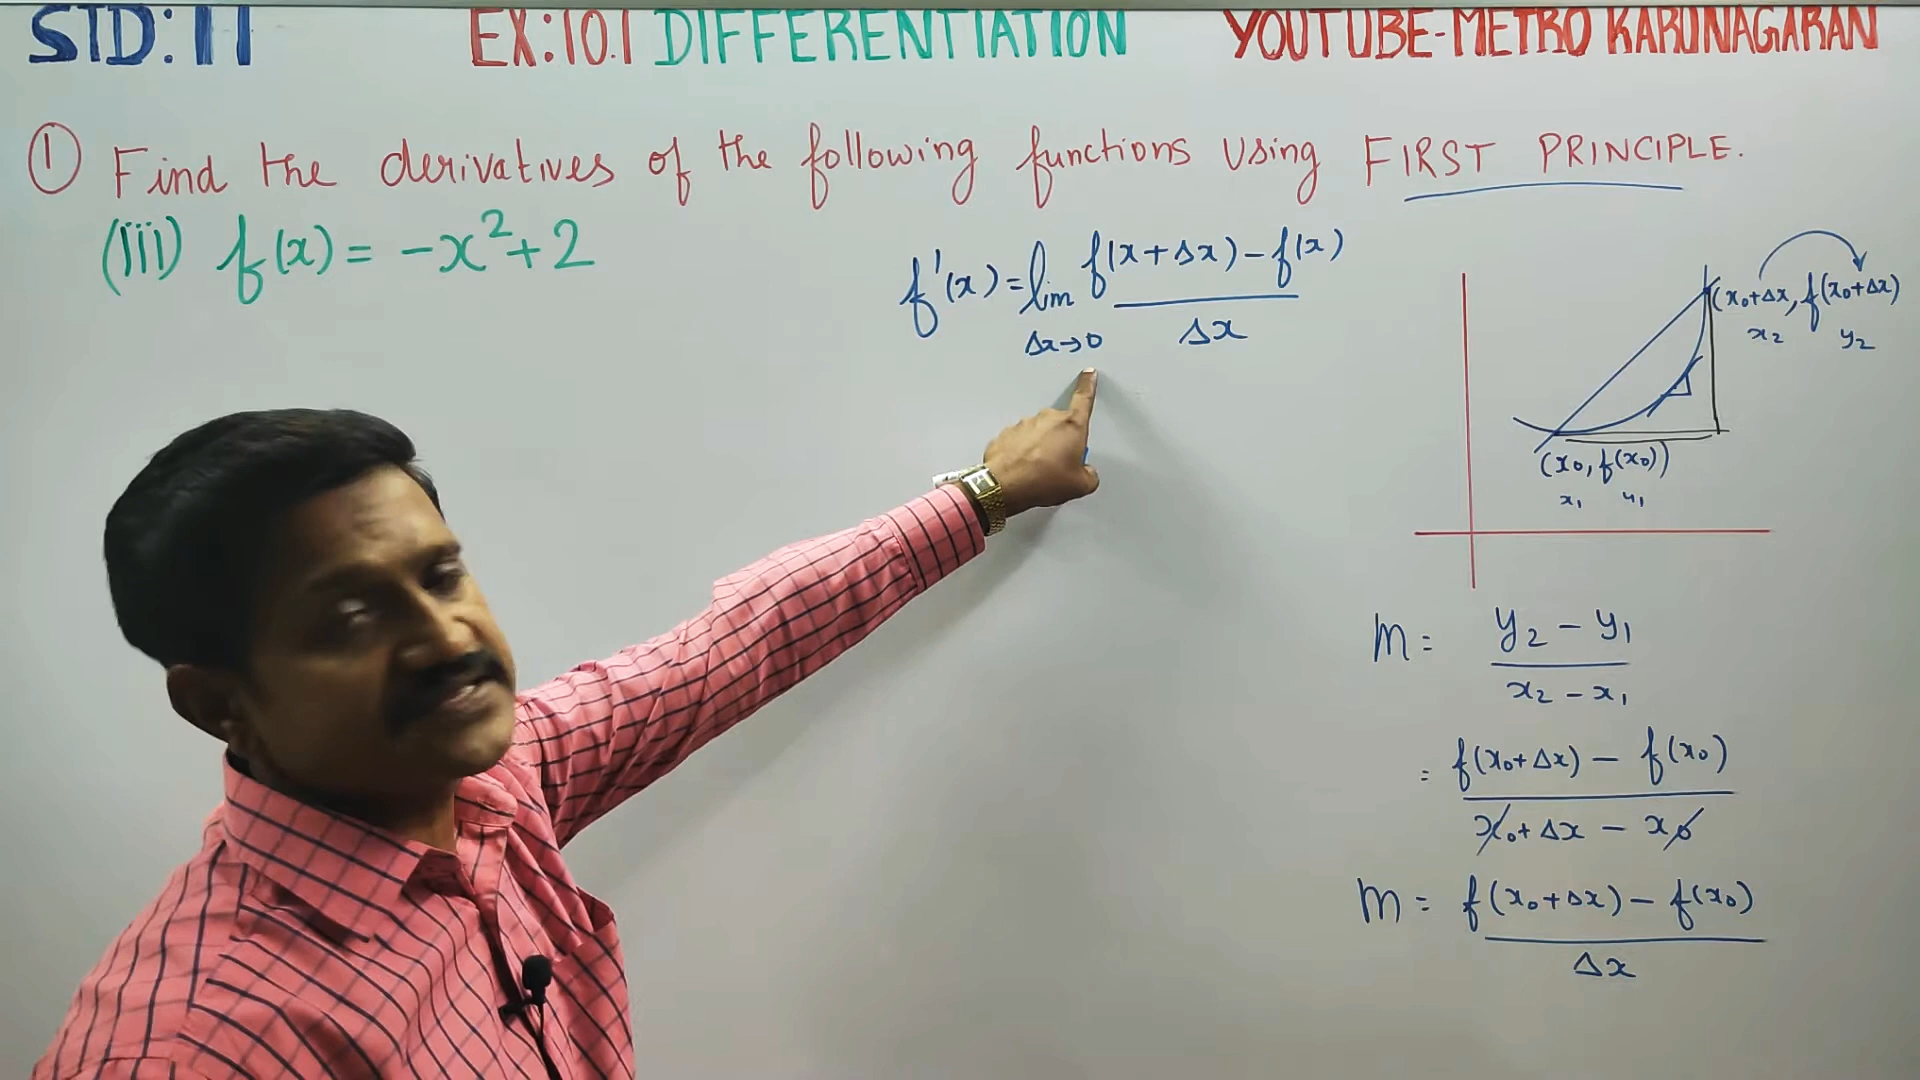 STD: 11 EX:10.1 DIFFERENTIATION YOUTUBE-METRO KARUNAGARAN
① Find the derivatives of the following functions using FIRST PRINCIPLE.
(iii) f(x) = -x²+2
f'(x) = lim f(x+Δx)-f(x)
Δx→0 Δx
(x₀+Δx, f(x₀+Δx)
x₂ y₂
(x₀, f(x₀))
x₁ y₁
m = y₂ - y₁
x₂ - x₁
= f(x₀+Δx) - f(x₀)
x₀+Δx - x₀
m = f(x₀+Δx) - f(x₀)
Δx